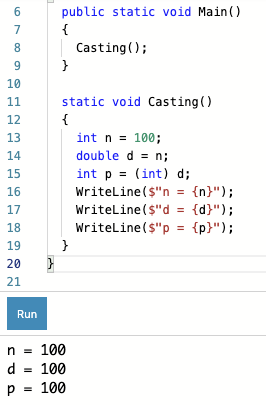 6 public static void Main()
7 {
8 Casting();
9 }
10
11 static void Casting()
12 {
13 int n = 100;
14 double d = n;
15 int p = (int) d;
16 WriteLine($"n = {n}");
17 WriteLine($"d = {d}");
18 WriteLine($"p = {p}");
19 }
20 }
21
Run
n = 100
d = 100
p = 100